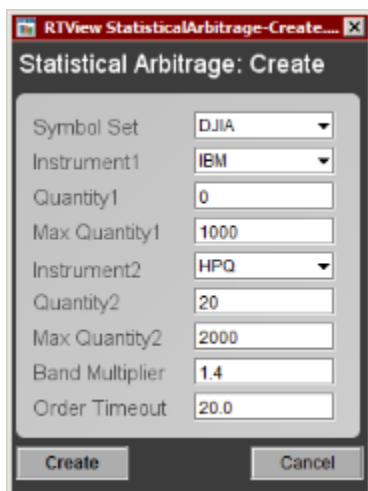 RTView StatisticalArbitrage-Create....
Statistical Arbitrage: Create
Symbol Set DJIA
Instrument1 IBM
Quantity1 0
Max Quantity1 1000
Instrument2 HPQ
Quantity2 20
Max Quantity2 2000
Band Multiplier 1.4
Order Timeout 20.0
Create Cancel